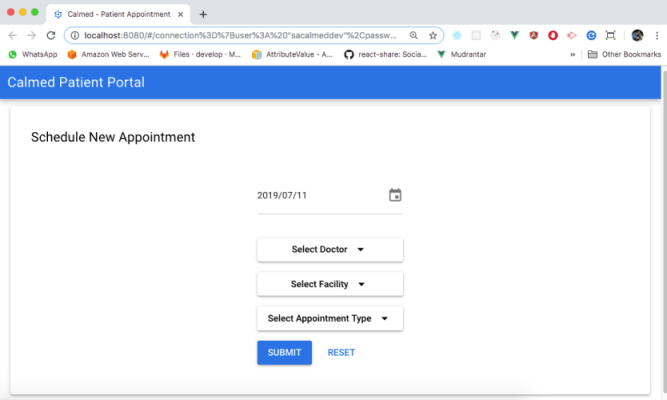 Calmed - Patient Appointment
localhost:8080/#/connection%3D%7Buser%3A%20"sacalmeddev"%2Cpassw...
WhatsApp
Amazon Web Serv...
Files · develop · M...
AttributeValue - A...
react-share: Socia...
Mudrantar
»
Other Bookmarks
Calmed Patient Portal
Schedule New Appointment
2019/07/11
Select Doctor
Select Facility
Select Appointment Type
SUBMIT RESET